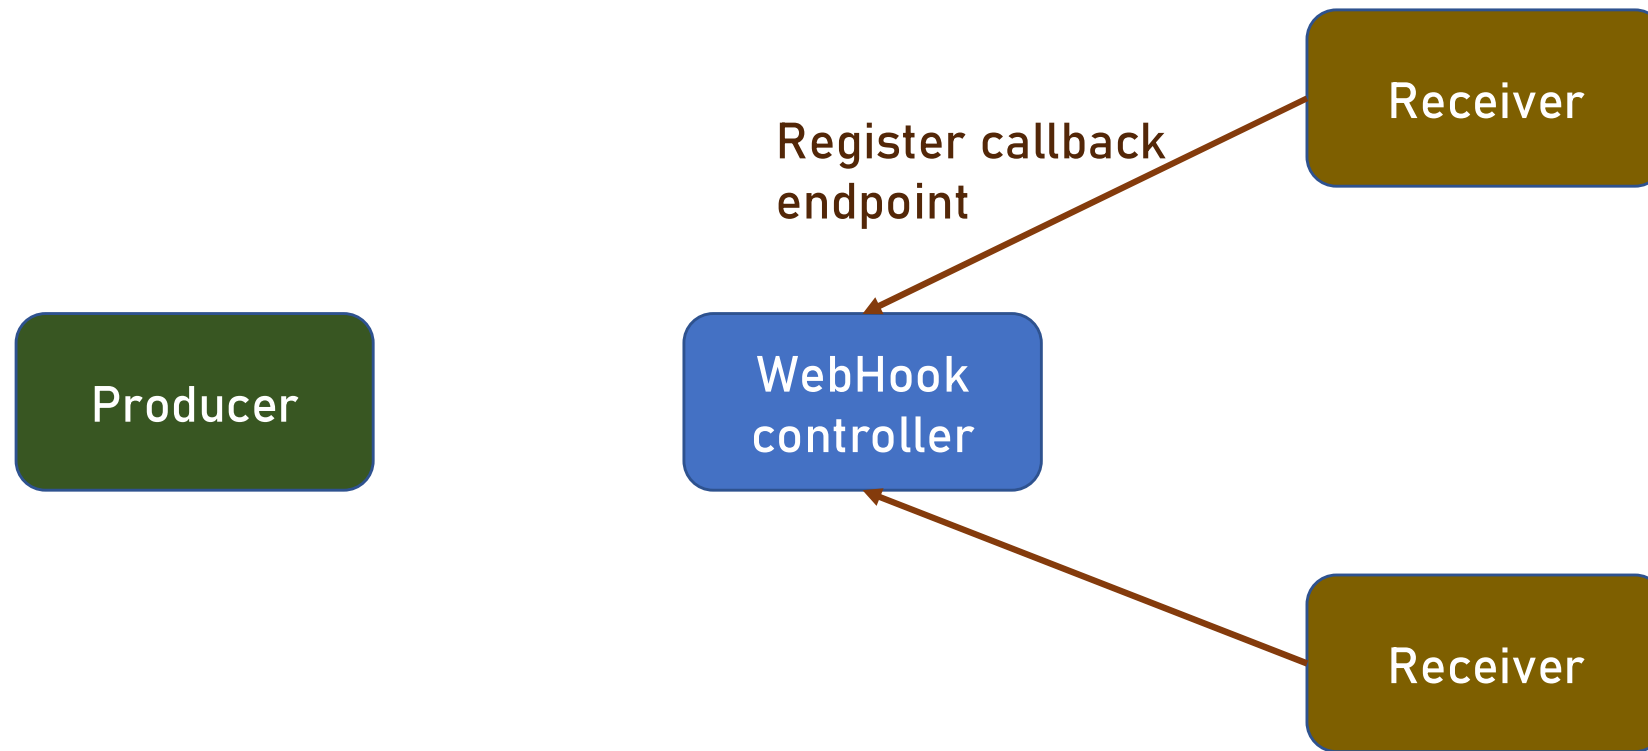 Receiver
Register callback
endpoint
Producer
WebHook
controller
Receiver